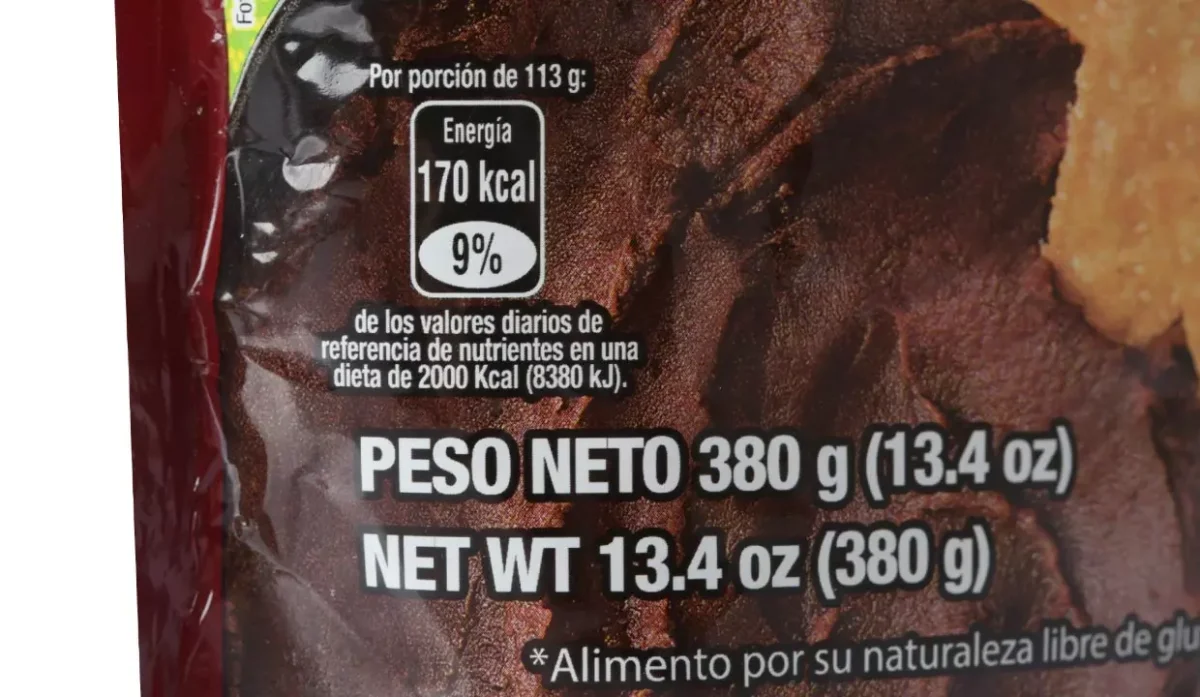 Por porción de 113 g:
Energía
170 kcal
9%
de los valores diarios de
referencia de nutrientes en una
dieta de 2000 Kcal (8380 kJ).
PESO NETO 380 g (13.4 oz)
NET WT 13.4 oz (380 g)
*Alimento por su naturaleza libre de